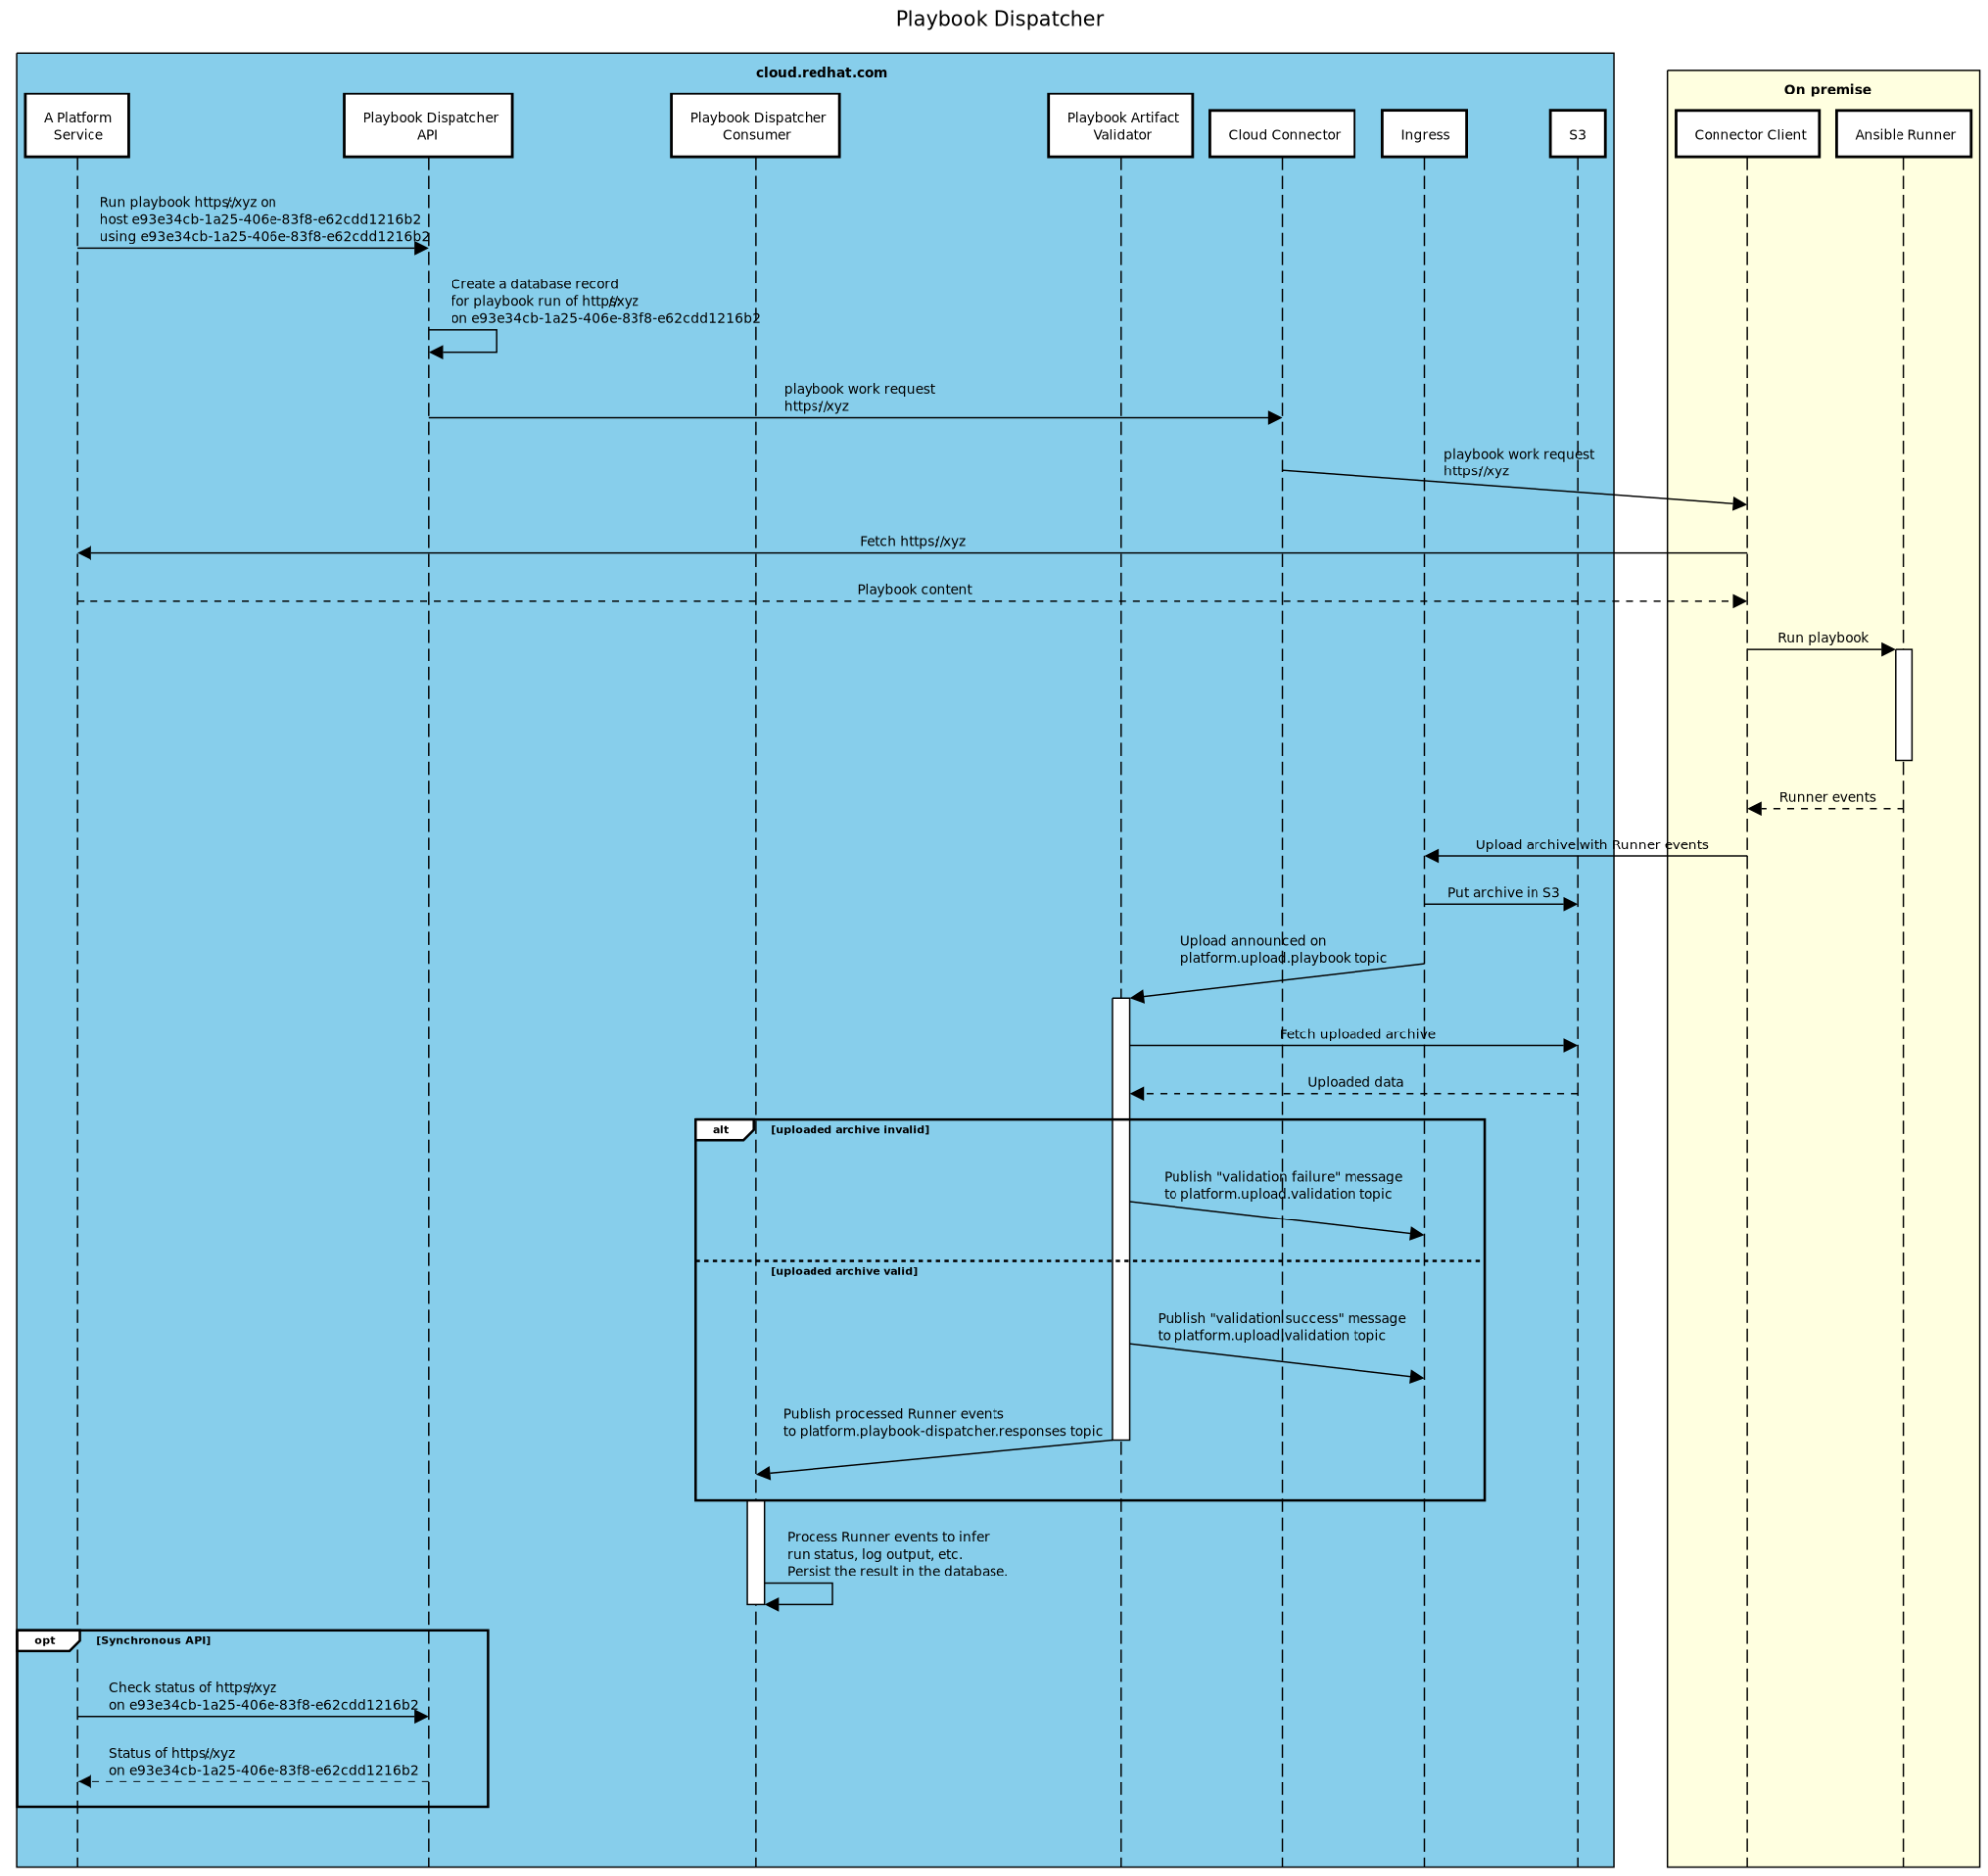 Playbook Dispatcher
cloud.redhat.com
On premise
A Platform
Service
Playbook Dispatcher
API
Playbook Dispatcher
Consumer
Playbook Artifact
Validator
Cloud Connector
Ingress
S3
Connector Client
Ansible Runner
Run playbook https://xyz on
host e93e34cb-1a25-406e-83f8-e62cdd1216b2
using e93e34cb-1a25-406e-83f8-e62cdd1216b2
Create a database record
for playbook run of http://xyz
on e93e34cb-1a25-406e-83f8-e62cdd1216b2
playbook work request
https://xyz
playbook work request
https://xyz
Fetch https://xyz
Playbook content
Run playbook
Runner events
Upload archive with Runner events
Put archive in S3
Upload announced on
platform.upload.playbook topic
Fetch uploaded archive
Uploaded data
alt [uploaded archive invalid]
Publish "validation failure" message
to platform.upload.validation topic
[uploaded archive valid]
Publish "validation success" message
to platform.upload.validation topic
Publish processed Runner events
to platform.playbook-dispatcher.responses topic
Process Runner events to infer
run status, log output, etc.
Persist the result in the database.
opt [Synchronous API]
Check status of https://xyz
on e93e34cb-1a25-406e-83f8-e62cdd1216b2
Status of https://xyz
on e93e34cb-1a25-406e-83f8-e62cdd1216b2